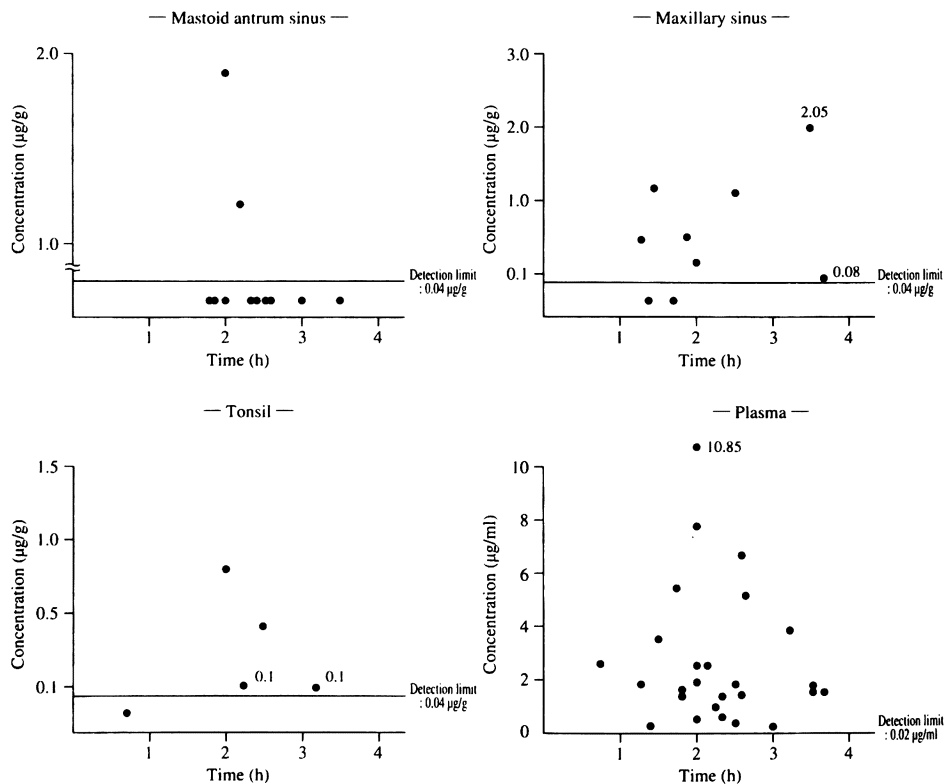 — Mastoid antrum sinus —
Concentration (µg/g)
2.0
1.0
Detection limit
: 0.04 µg/g
1 2 3 4
Time (h)
— Maxillary sinus —
Concentration (µg/g)
3.0
2.0
1.0
0.1
2.05
0.08
Detection limit
: 0.04 µg/g
1 2 3 4
Time (h)
— Tonsil —
Concentration (µg/g)
1.5
1.0
0.5
0.1
0.1 0.1
Detection limit
: 0.04 µg/g
1 2 3 4
Time (h)
— Plasma —
Concentration (µg/ml)
10
8
6
4
2
0
10.85
Detection limit
: 0.02 µg/ml
1 2 3 4
Time (h)